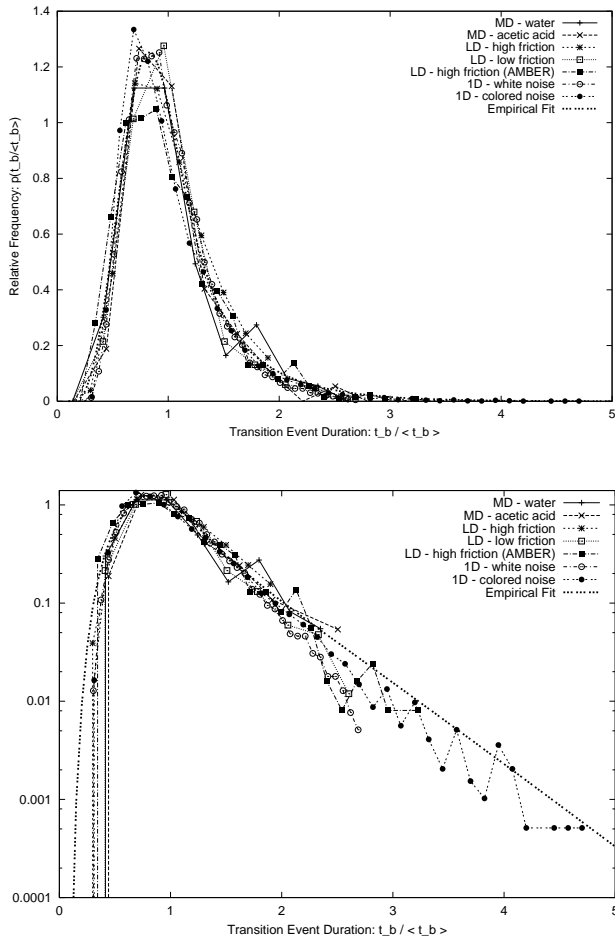 1.4
1.2
1
0.8
0.6
0.4
0.2
0
Relative Frequency: p(t_b/<t_b>)
MD - water
MD - acetic acid
LD - high friction
LD - low friction
LD - high friction (AMBER)
1D - white noise
1D - colored noise
Empirical Fit
0 1 2 3 4 5
Transition Event Duration: t_b / < t_b >
1
0.1
0.01
0.001
0.0001
MD - water
MD - acetic acid
LD - high friction
LD - low friction
LD - high friction (AMBER)
1D - white noise
1D - colored noise
Empirical Fit
0 1 2 3 4 5
Transition Event Duration: t_b / < t_b >